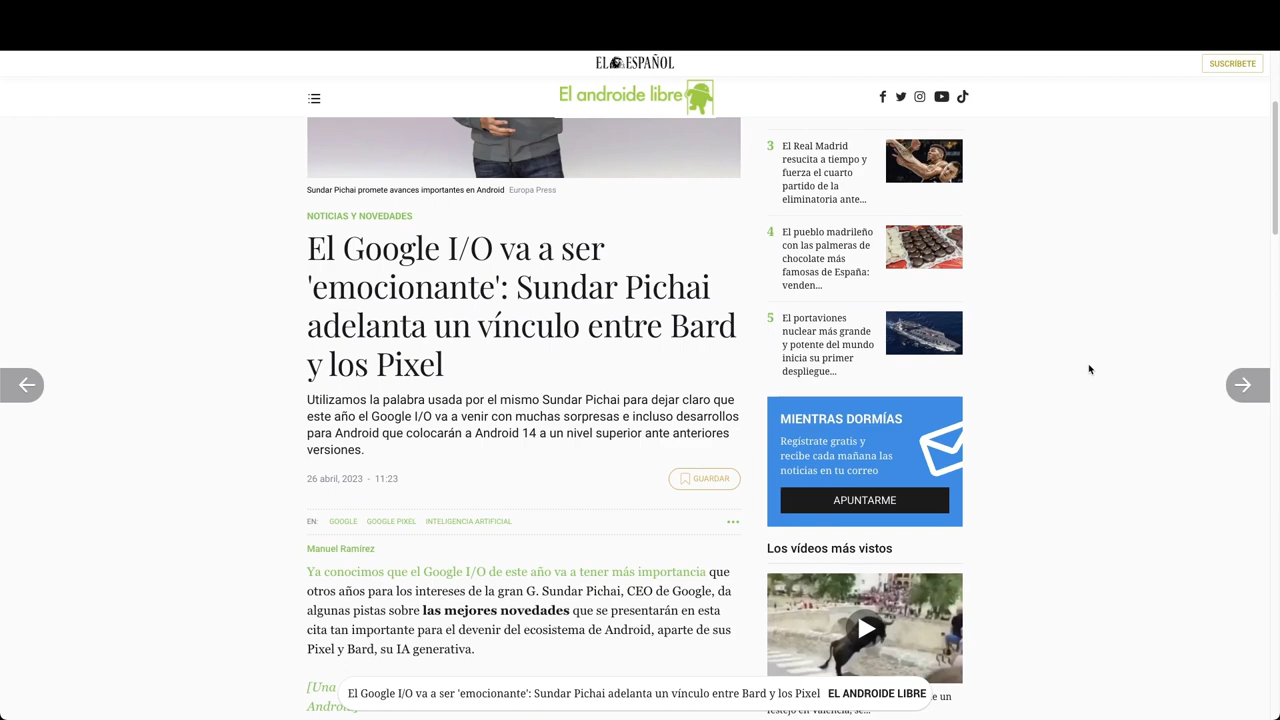 EL ESPAÑOL
SUSCRÍBETE
El androide libre
Sundar Pichai promete avances importantes en Android Europa Press
NOTICIAS Y NOVEDADES
El Google I/O va a ser
'emocionante': Sundar Pichai
adelanta un vínculo entre Bard
y los Pixel
Utilizamos la palabra usada por el mismo Sundar Pichai para dejar claro que
este año el Google I/O va a venir con muchas sorpresas e incluso desarrollos
para Android que colocarán a Android 14 a un nivel superior ante anteriores
versiones.
26 abril, 2023 - 11:23
GUARDAR
EN: GOOGLE GOOGLE PIXEL INTELIGENCIA ARTIFICIAL
Manuel Ramírez
Ya conocimos que el Google I/O de este año va a tener más importancia que
otros años para los intereses de la gran G. Sundar Pichai, CEO de Google, da
algunas pistas sobre las mejores novedades que se presentarán en esta
cita tan importante para el devenir del ecosistema de Android, aparte de sus
Pixel y Bard, su IA generativa.
[Una
3
El Real Madrid
resucita a tiempo y
fuerza el cuarto
partido de la
eliminatoria ante...
4
El pueblo madrileño
con las palmeras de
chocolate más
famosas de España:
venden...
5
El portaviones
nuclear más grande
y potente del mundo
inicia su primer
despliegue...
MIENTRAS DORMÍAS
Regístrate gratis y
recibe cada mañana las
noticias en tu correo
APUNTARME
Los vídeos más vistos
El Google I/O va a ser 'emocionante': Sundar Pichai adelanta un vínculo entre Bard y los Pixel EL ANDROIDE LIBRE
un